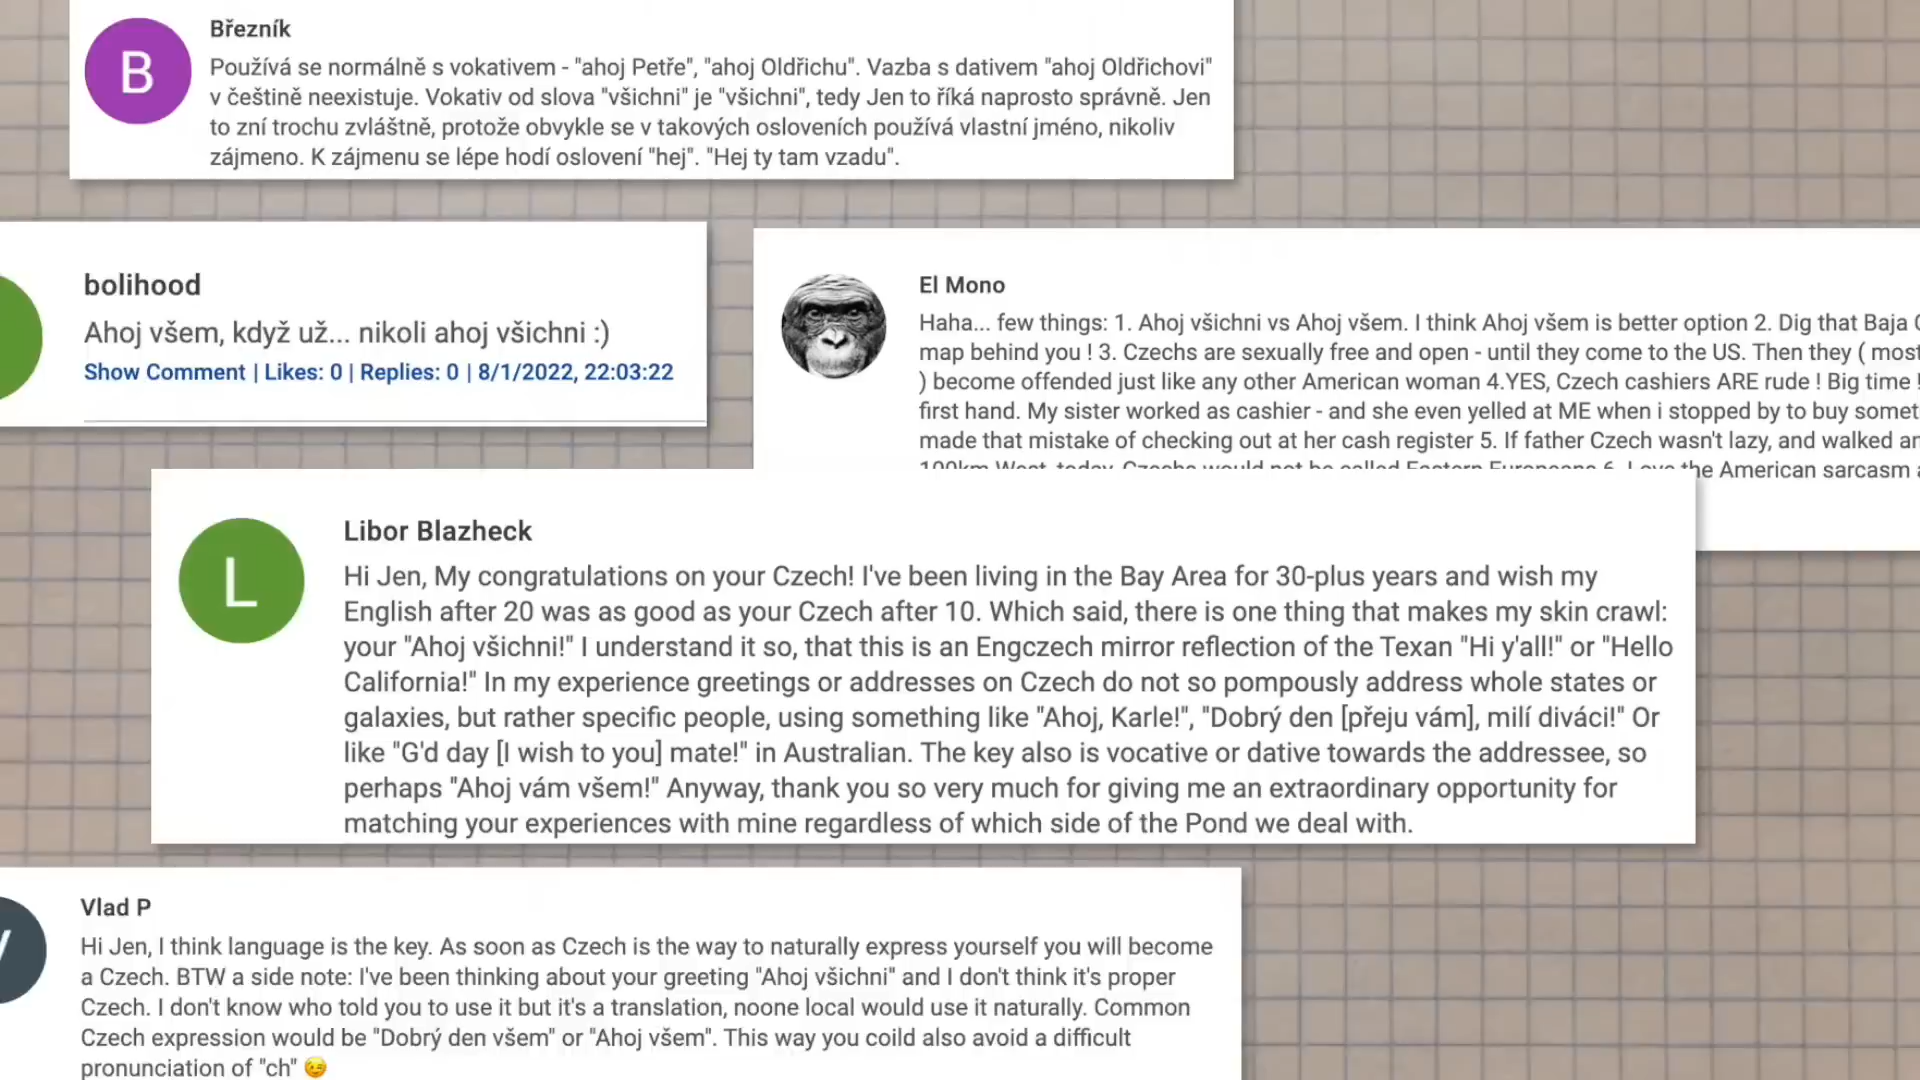 Březník
B
Používá se normálně s vokativem - "ahoj Petře", "ahoj Oldřichu". Vazba s dativem "ahoj Oldřichovi"
v češtině neexistuje. Vokativ od slova "všichni" je "všichni", tedy Jen to říká naprosto správně. Jen
to zní trochu zvláštně, protože obvykle se v takových osloveních používá vlastní jméno, nikoliv
zájmeno. K zájmenu se lépe hodí oslovení "hej". "Hej ty tam vzadu".
bolihood
Ahoj všem, když už... nikoli ahoj všichni :)
Show Comment | Likes: 0 | Replies: 0 | 8/1/2022, 22:03:22
El Mono
Haha... few things: 1. Ahoj všichni vs Ahoj všem. I think Ahoj všem is better option 2. Dig that Baja
map behind you ! 3. Czechs are sexually free and open - until they come to the US. Then they ( most
) become offended just like any other American woman 4.YES, Czech cashiers ARE rude ! Big time !
first hand. My sister worked as cashier - and she even yelled at ME when i stopped by to buy somet
made that mistake of checking out at her cash register 5. If father Czech wasn't lazy, and walked an
100km West, today, Czechs would not be called Eastern Europeans 6. Love the American sarcasm a
Libor Blazheck
L
Hi Jen, My congratulations on your Czech! I've been living in the Bay Area for 30-plus years and wish my
English after 20 was as good as your Czech after 10. Which said, there is one thing that makes my skin crawl:
your "Ahoj všichni!" I understand it so, that this is an Engczech mirror reflection of the Texan "Hi y'all!" or "Hello
California!" In my experience greetings or addresses on Czech do not so pompously address whole states or
galaxies, but rather specific people, using something like "Ahoj, Karle!", "Dobrý den [přeju vám], milí diváci!" Or
like "G'd day [I wish to you] mate!" in Australian. The key also is vocative or dative towards the addressee, so
perhaps "Ahoj vám všem!" Anyway, thank you so very much for giving me an extraordinary opportunity for
matching your experiences with mine regardless of which side of the Pond we deal with.
Vlad P
Hi Jen, I think language is the key. As soon as Czech is the way to naturally express yourself you will become
a Czech. BTW a side note: I've been thinking about your greeting "Ahoj všichni" and I don't think it's proper
Czech. I don't know who told you to use it but it's a translation, noone local would use it naturally. Common
Czech expression would be "Dobrý den všem" or "Ahoj všem". This way you coild also avoid a difficult
pronunciation of "ch" 😉